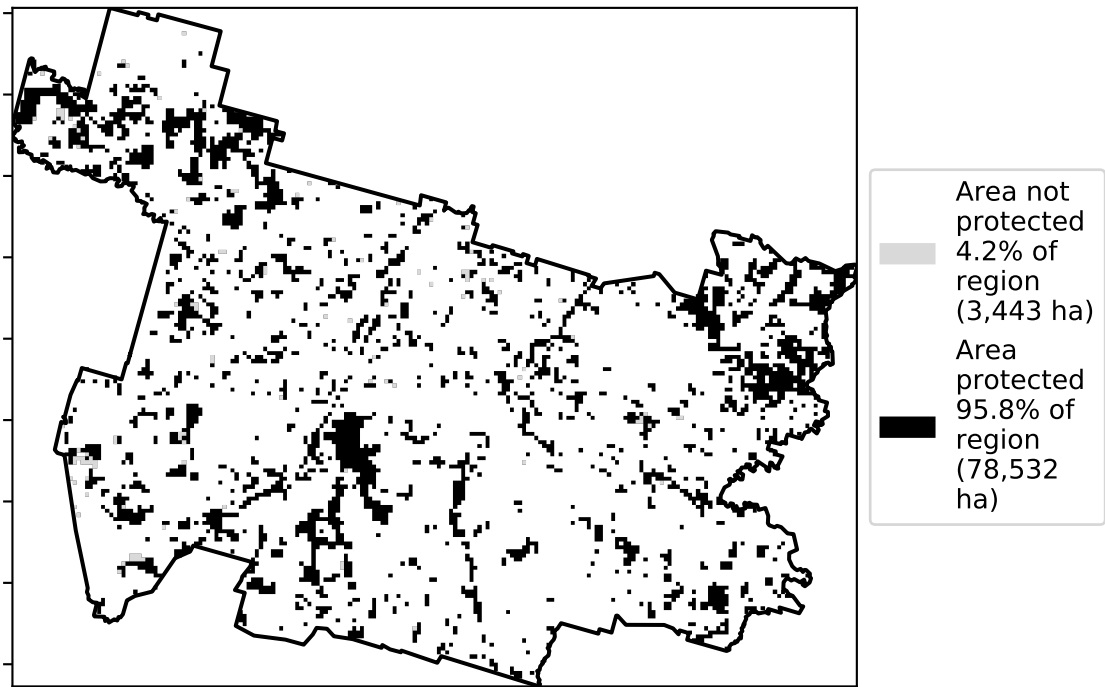 Area not
protected
4.2% of
region
(3,443 ha)
Area
protected
95.8% of
region
(78,532
ha)